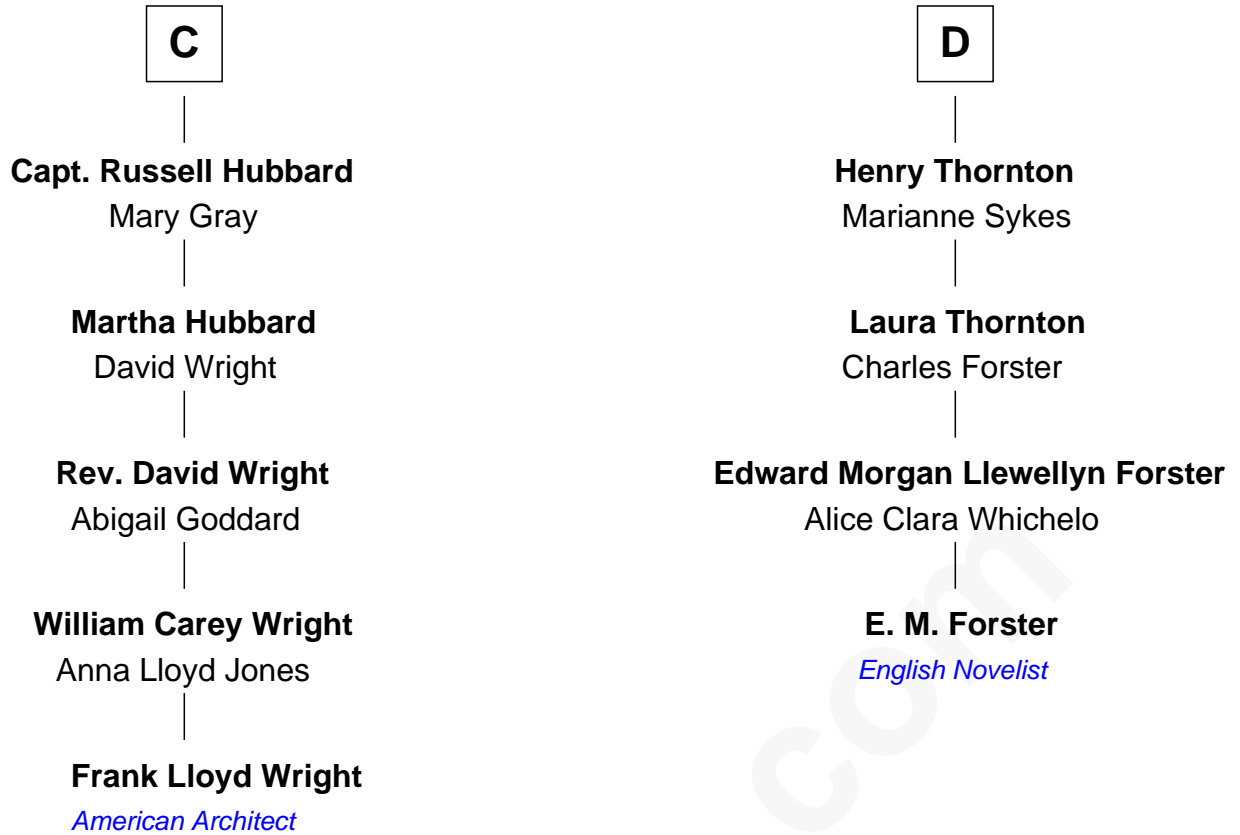 C
Capt. Russell Hubbard
Mary Gray
Martha Hubbard
David Wright
Rev. David Wright
Abigail Goddard
William Carey Wright
Anna Lloyd Jones
Frank Lloyd Wright
American Architect
D
Henry Thornton
Marianne Sykes
Laura Thornton
Charles Forster
Edward Morgan Llewellyn Forster
Alice Clara Whichelo
E. M. Forster
English Novelist
com